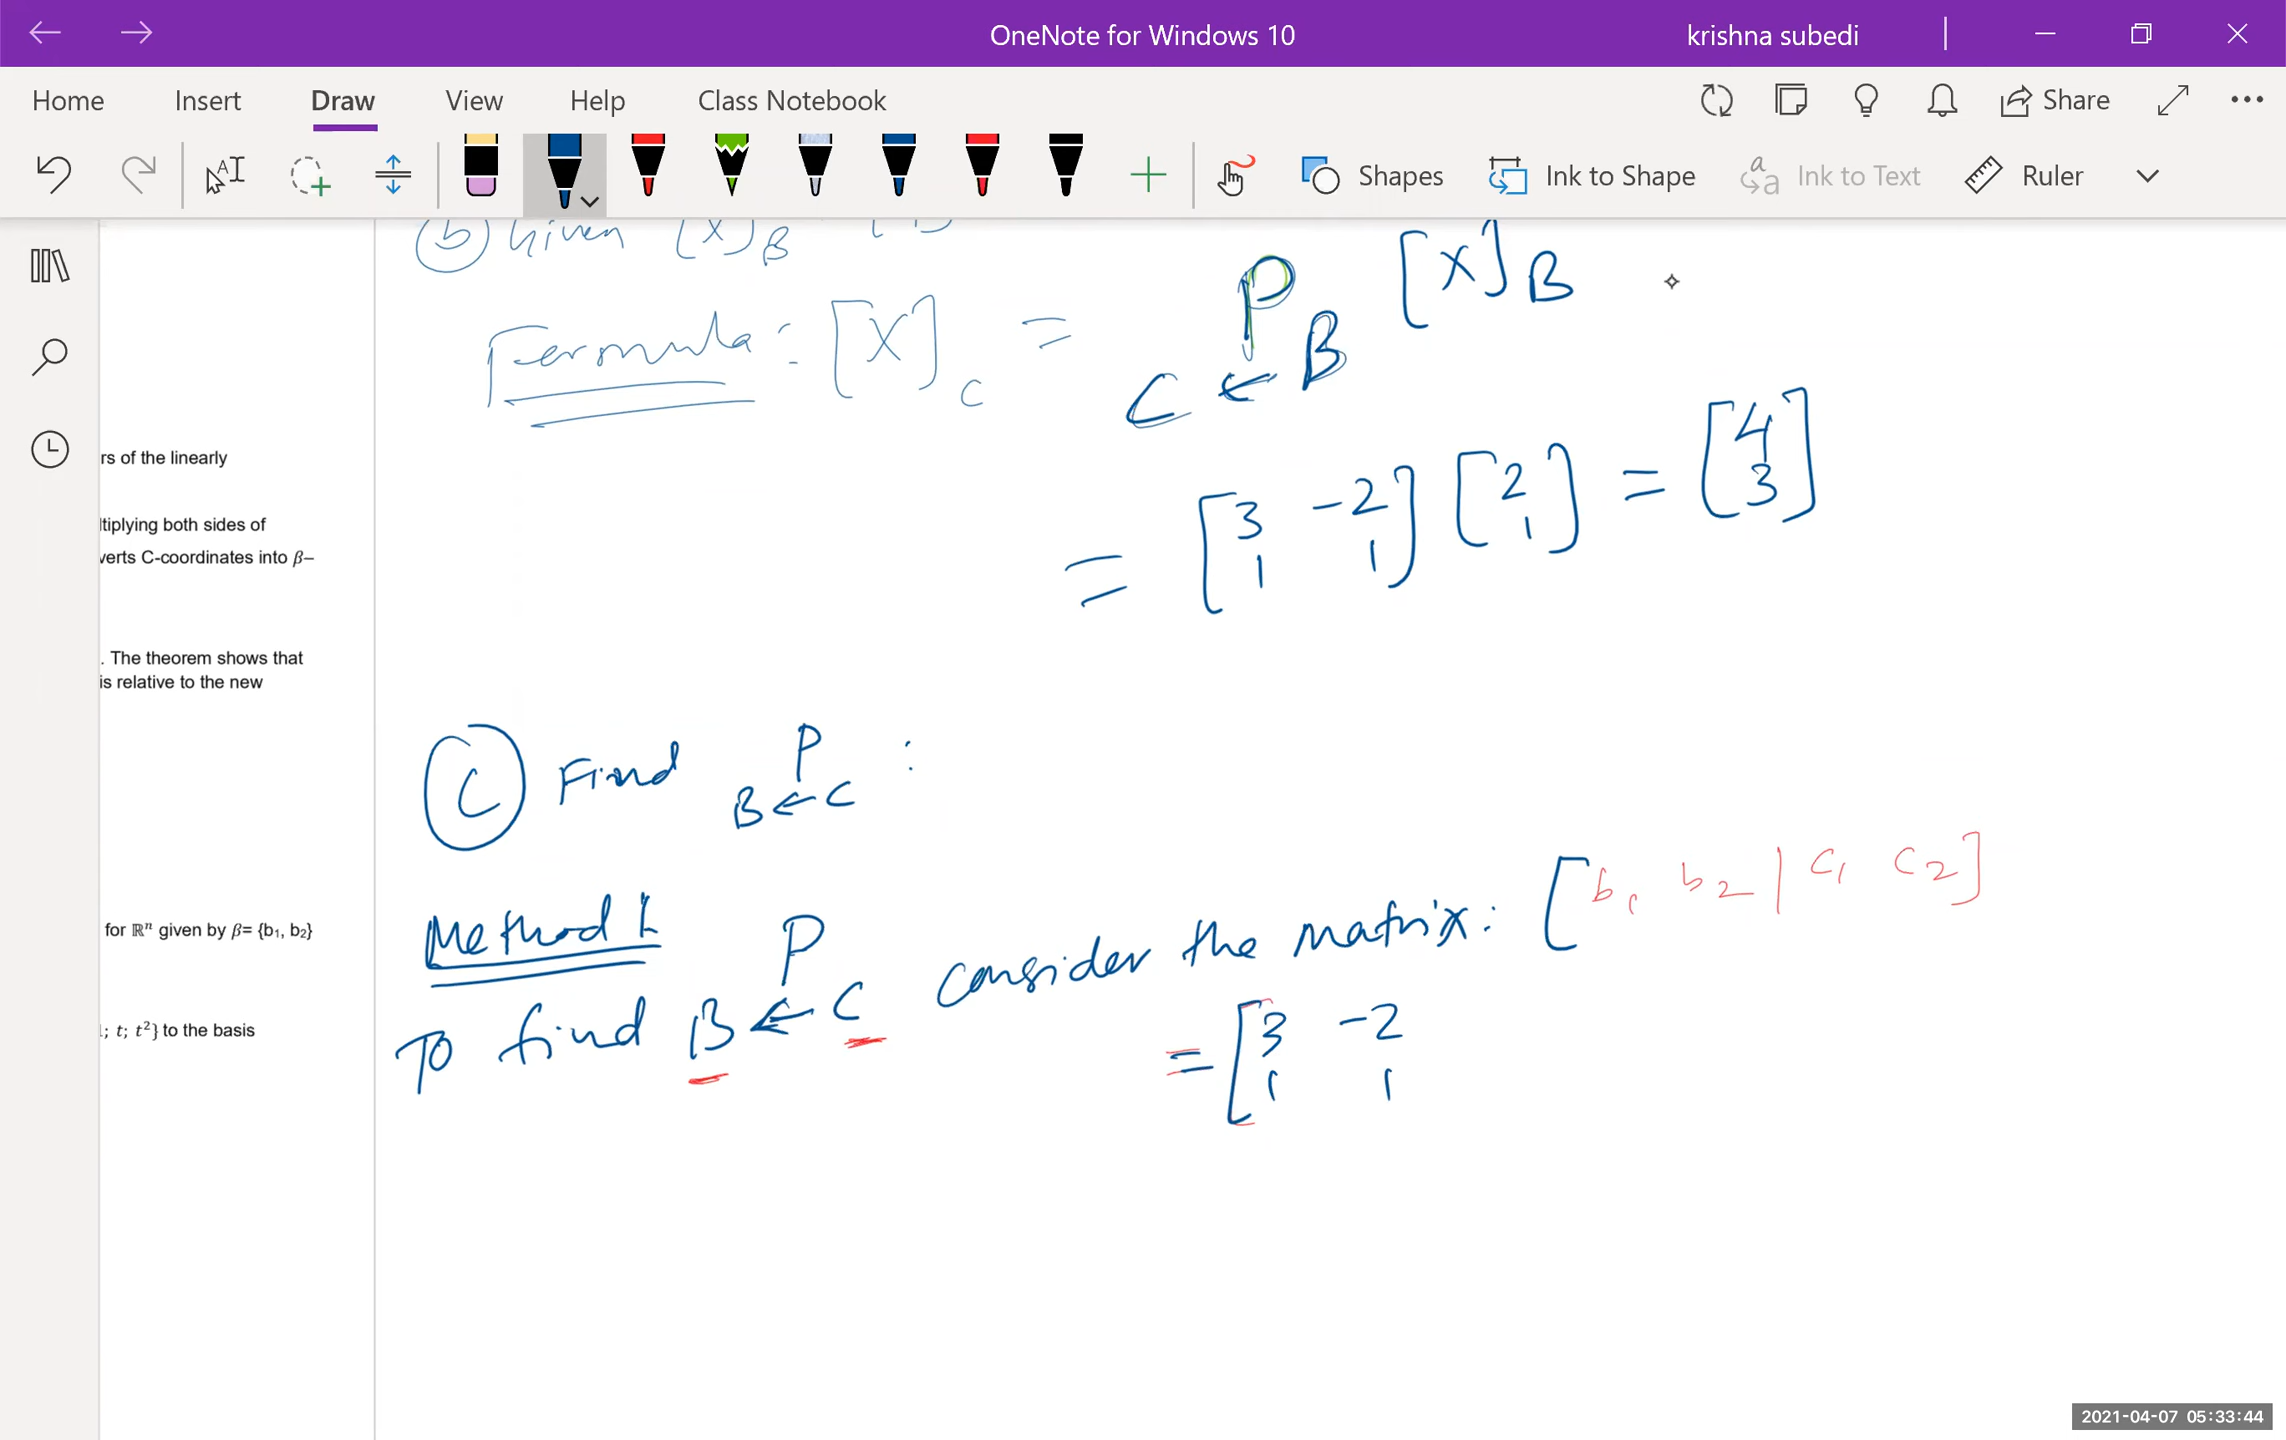 OneNote for Windows 10
krishna subedi
Home Insert Draw View Help Class Notebook Share
Shapes Ink to Shape Ink to Text Ruler
(b) Given [x]B
Formula: [x]C = P C←B [x]B
= [3 -2 1 1] [2 1] = [4 3]
rs of the linearly
ltiplying both sides of
verts C-coordinates into β–
. The theorem shows that
is relative to the new
(C) Find P B←C :
for ℝⁿ given by β= {b₁, b₂}
; t; t²} to the basis
Method 1
To find P B←C consider the matrix: [b1 b2 | c1 c2]
= [3 -2
1 1
2021-04-07 05:33:44